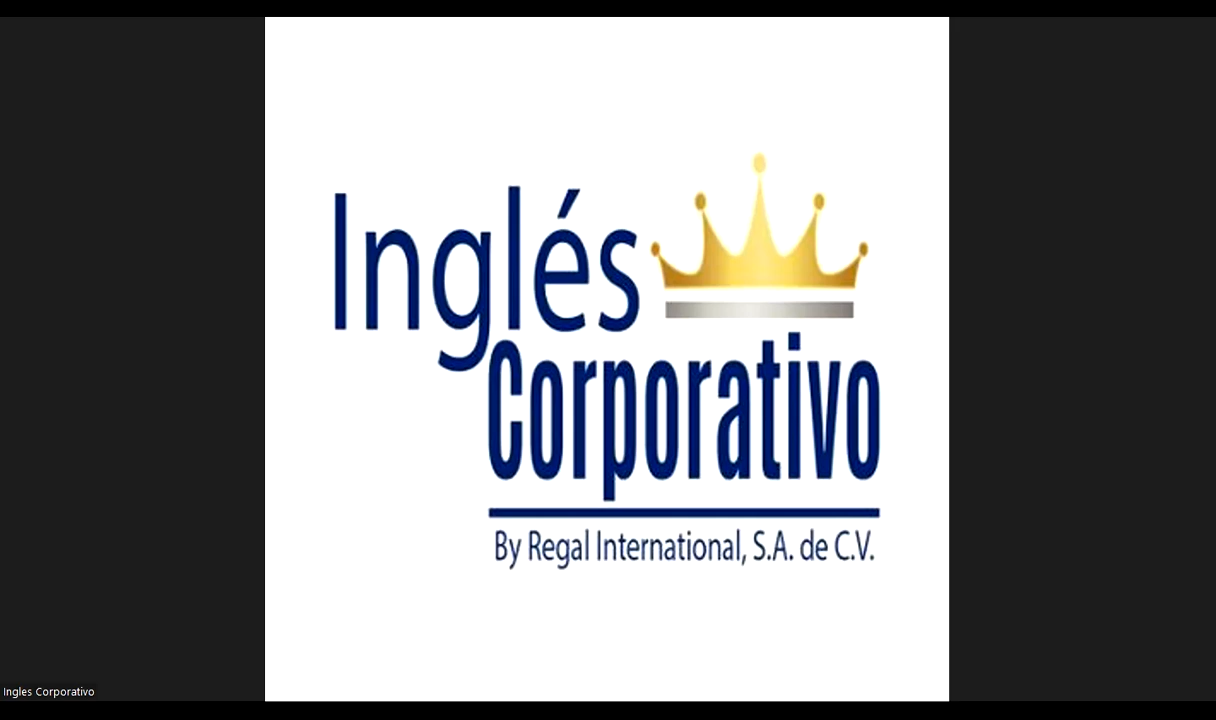 Inglés
Corporativo
By Regal International, S.A. de C.V.
Ingles Corporativo